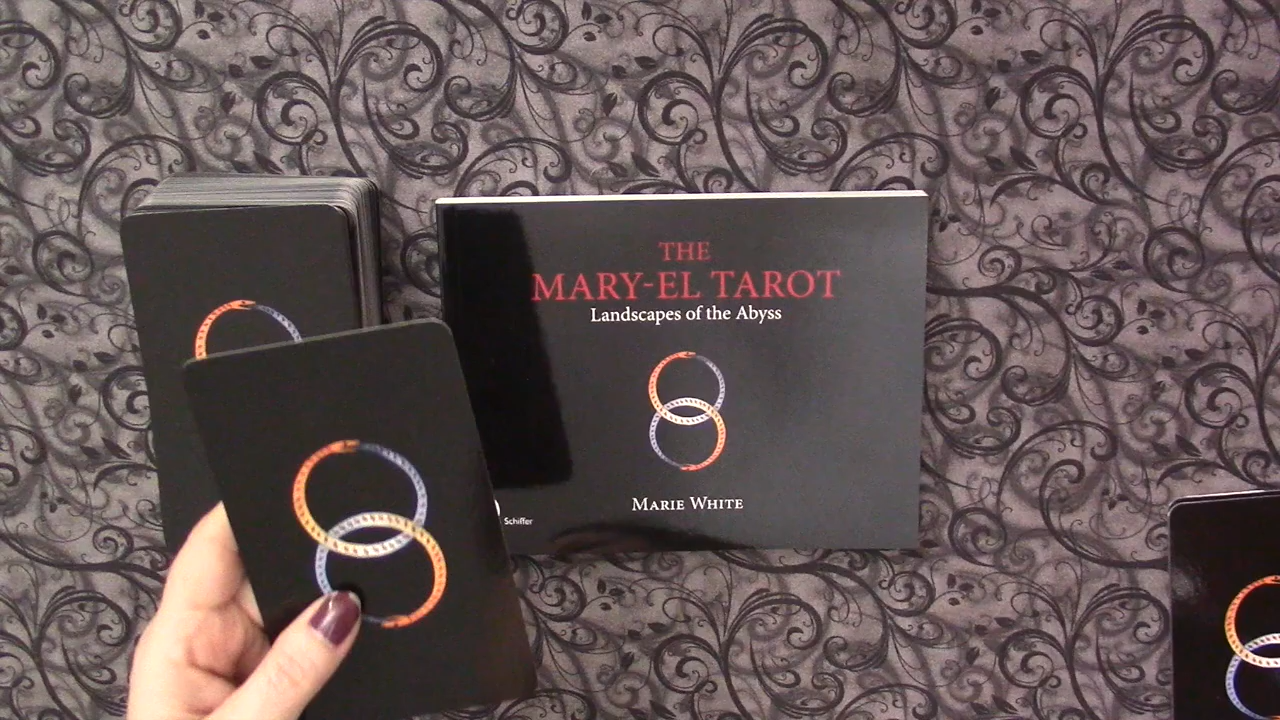 THE
MARY-EL TAROT
Landscapes of the Abyss
MARIE WHITE
Schiffer